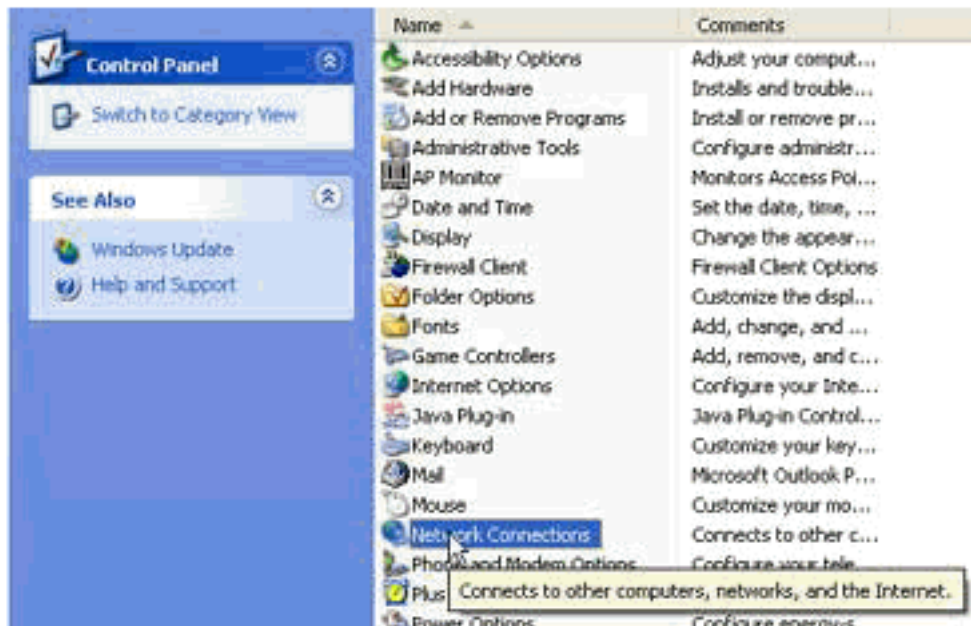 Control Panel
Switch to Category View
See Also
Windows Update
Help and Support
Name Comments
Accessibility Options Adjust your comput...
Add Hardware Installs and trouble...
Add or Remove Programs Install or remove pr...
Administrative Tools Configure administr...
AP Monitor Monitors Access Poi...
Date and Time Set the date, time, ...
Display Change the appear...
Firewall Client Firewall Client Options
Folder Options Customize the displ...
Fonts Add, change, and ...
Game Controllers Add, remove, and c...
Internet Options Configure your Inte...
Java Plug-in Java Plug-in Control...
Keyboard Customize your key...
Mail Microsoft Outlook P...
Mouse Customize your mo...
Network Connections Connects to other c...
Phone and Modem Options Configure your tele...
Plus
Connects to other computers, networks, and the Internet.
Power Options Configure energy-s...